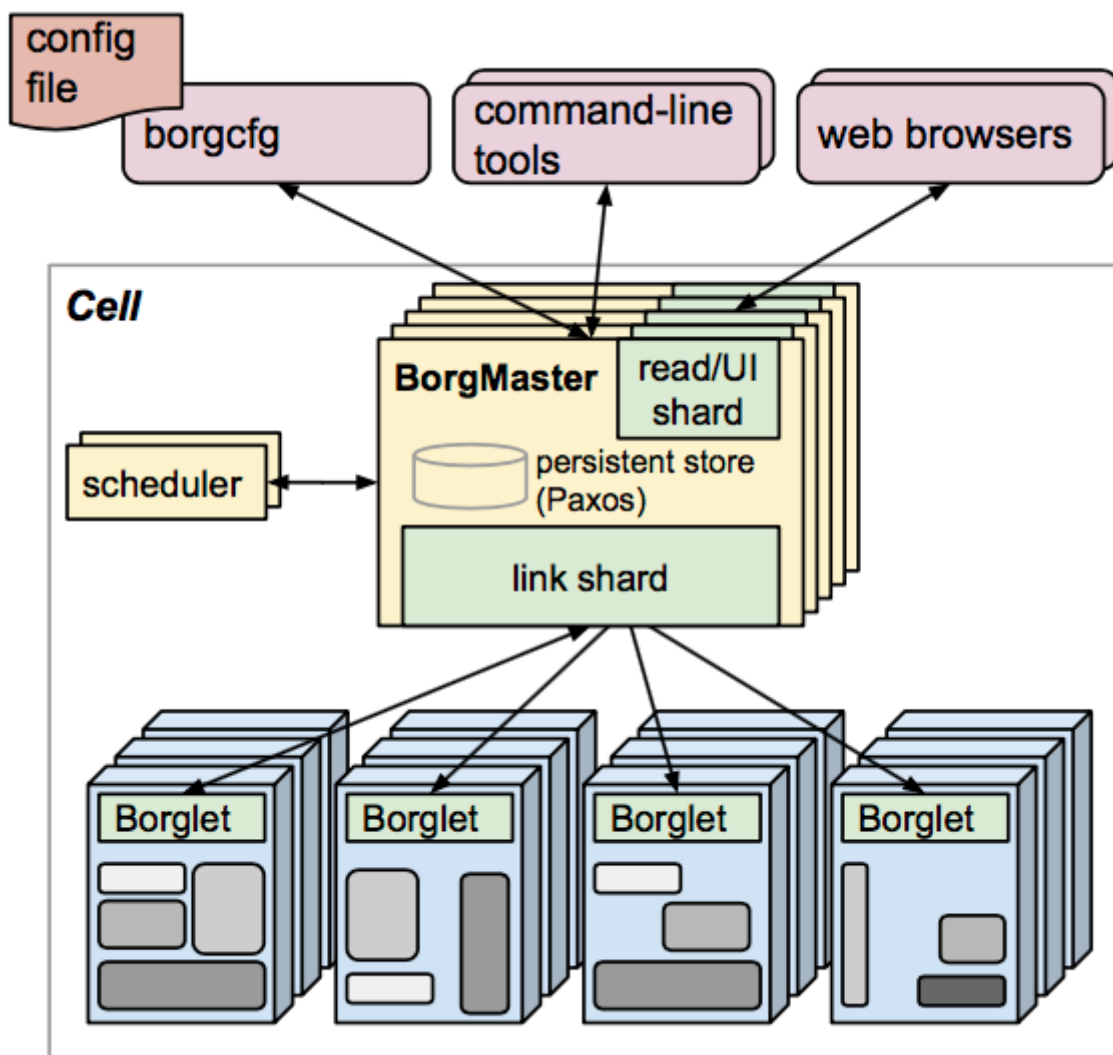 config
file
borgcfg
command-line
tools
web browsers
Cell
BorgMaster
read/UI
shard
scheduler
persistent store
(Paxos)
link shard
Borglet
Borglet
Borglet
Borglet